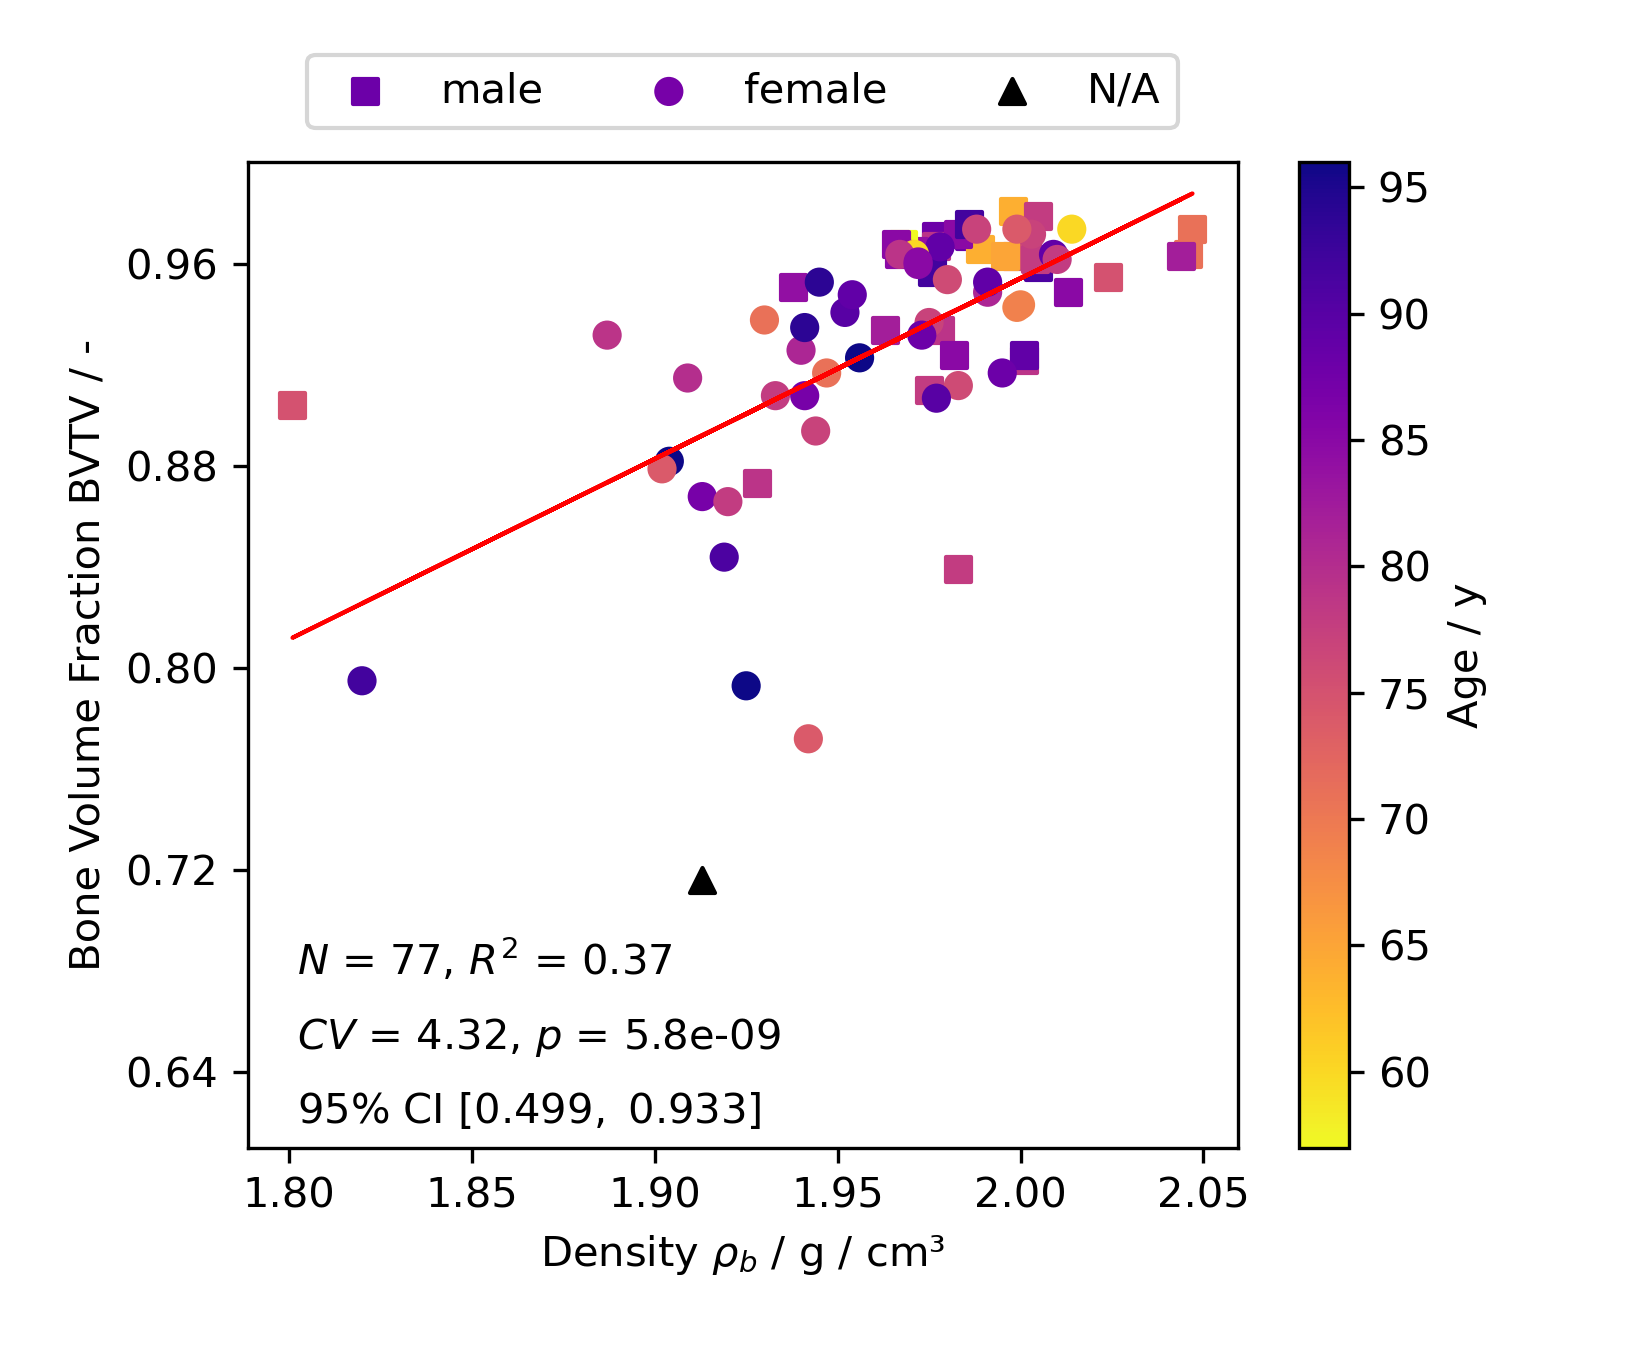 male female N/A
Bone Volume Fraction BVTV / -
0.96
0.88
0.80
0.72
0.64
N = 77, R² = 0.37
CV = 4.32, p = 5.8e-09
95% CI [0.499, 0.933]
1.80 1.85 1.90 1.95 2.00 2.05
Density ρ_b / g / cm³
95
90
85
80
75
70
65
60
Age / y